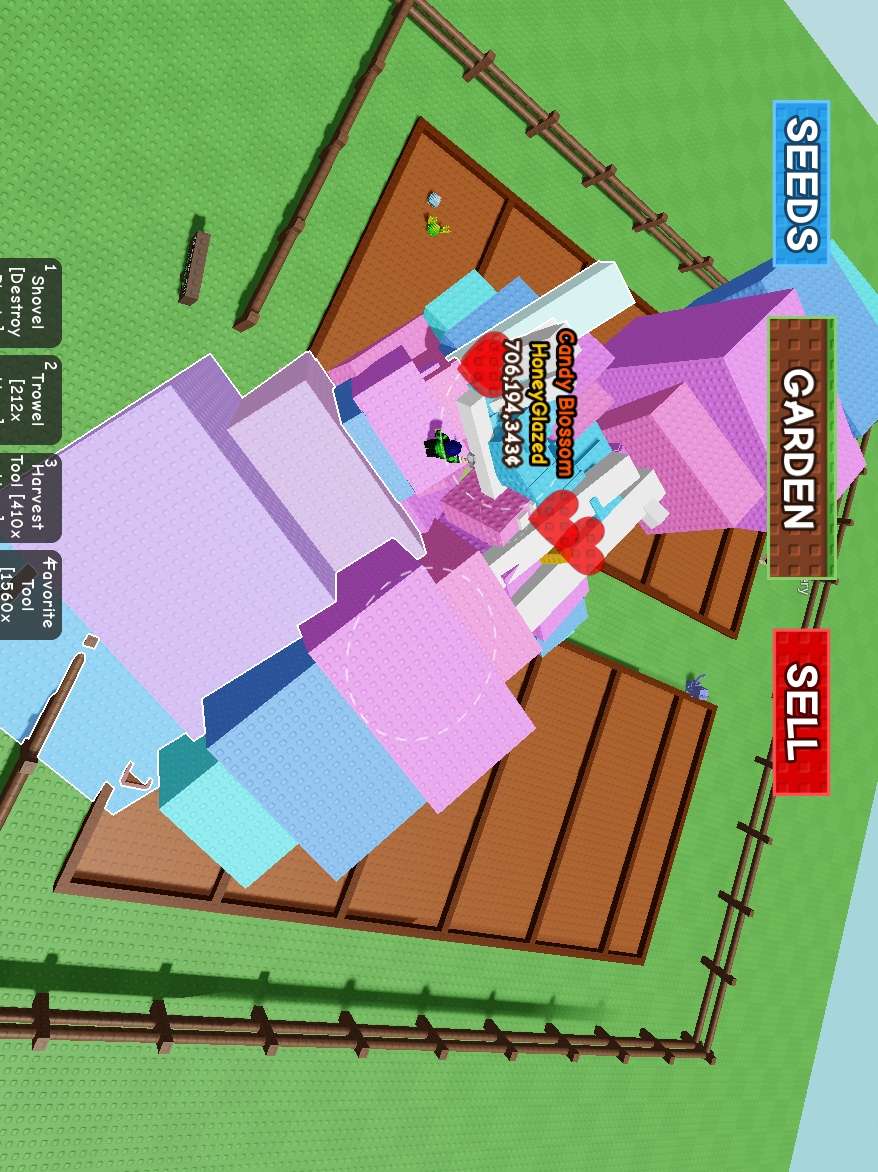 SEEDS
GARDEN
SELL
Candy Blossom
HoneyGlazed
706,194,343¢
1
Shovel
[Destroy
2
Trowel
[212x
3
Harvest
Tool [410x
4
Favorite
Tool
[1560x